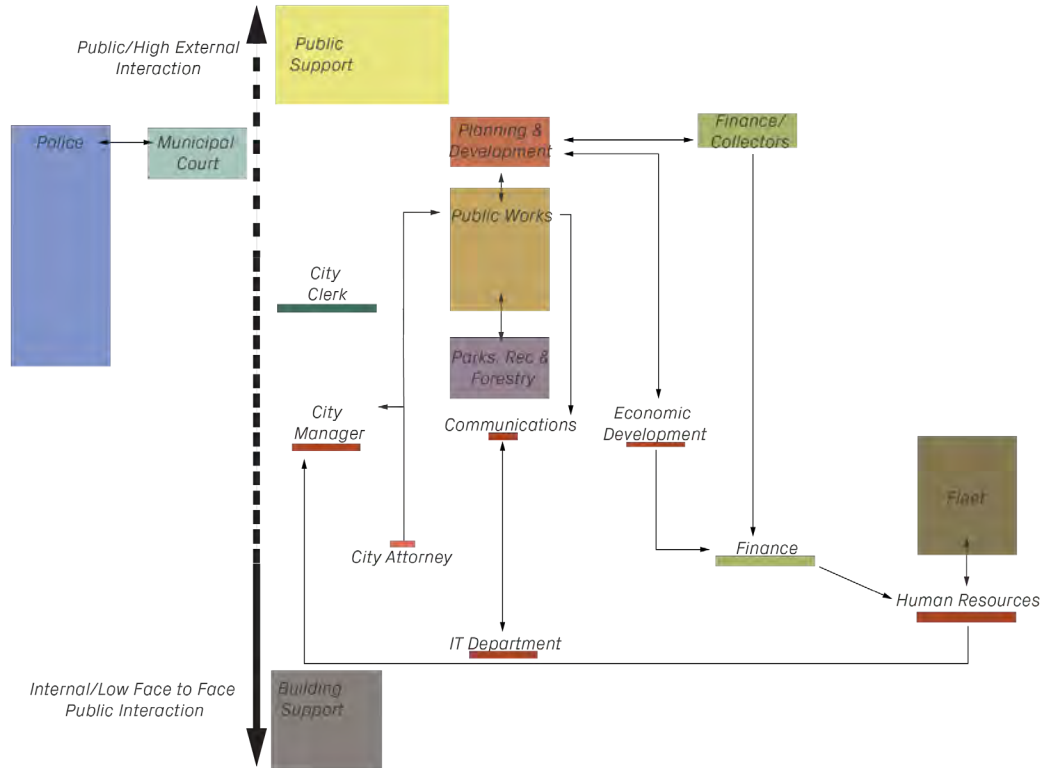 Public/High External
Interaction
Public
Support
Police
Municipal
Court
Planning &
Development
Finance/
Collectors
Public Works
City
Clerk
Parks, Rec &
Forestry
City
Manager
Communications
Economic
Development
Fleet
City Attorney
Finance
Human Resources
IT Department
Internal/Low Face to Face
Public Interaction
Building
Support